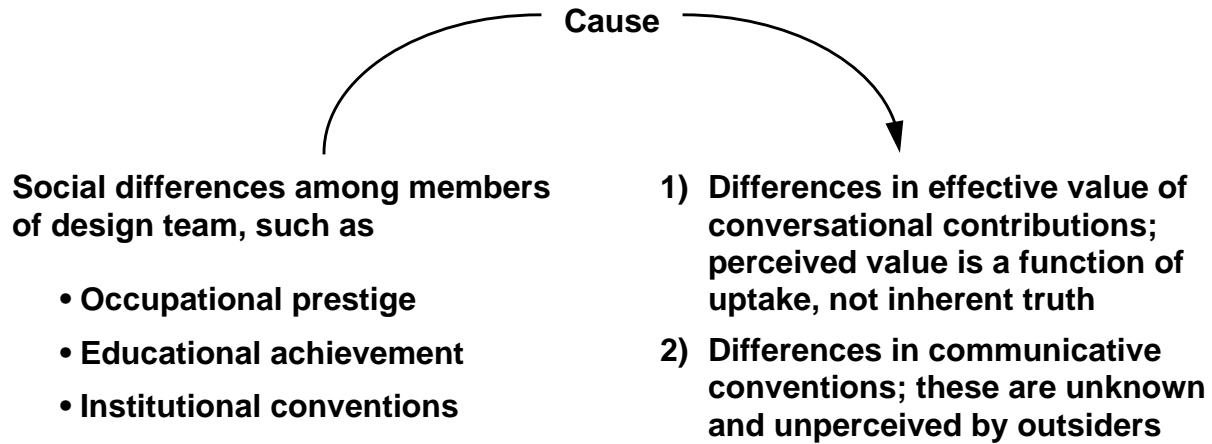 Cause
Social differences among members
of design team, such as
• Occupational prestige
• Educational achievement
• Institutional conventions
1) Differences in effective value of
conversational contributions;
perceived value is a function of
uptake, not inherent truth
2) Differences in communicative
conventions; these are unknown
and unperceived by outsiders